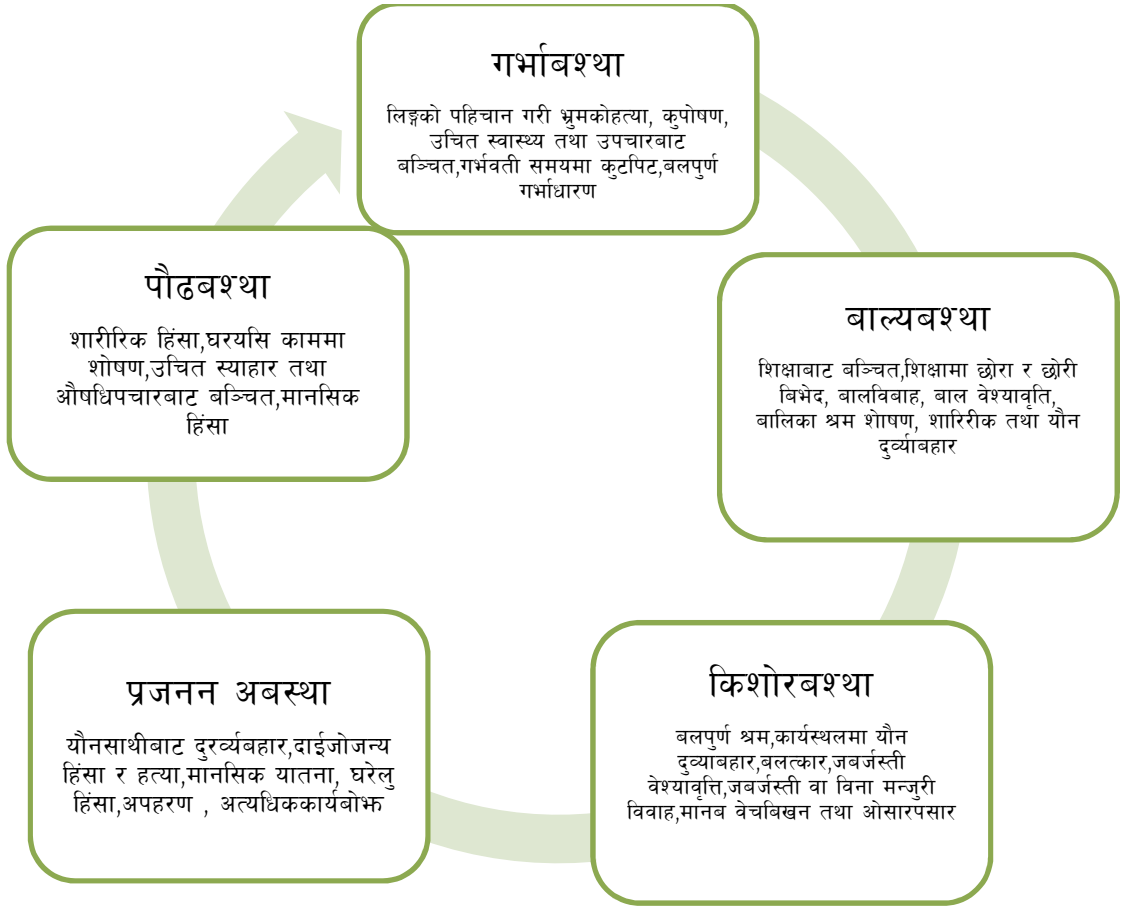 गर्भाबश्था
लिङ्गको पहिचान गरी भ्रुमकोहत्या, कुपोषण,
उचित स्वास्थ्य तथा उपचारबाट
बञ्चित,गर्भवती समयमा कुटपिट,बलपुर्ण
गर्भाधारण
बाल्यबश्था
शिक्षाबाट बञ्चित,शिक्षामा छोरा र छोरी
बिभेद, बालविबाह, बाल वेश्यावृति,
बालिका श्रम शोषण, शारिरीक तथा यौन
दुर्व्याबहार
किशोरबश्था
बलपुर्ण श्रम,कार्यस्थलमा यौन
दुव्याबहार,बलत्कार,जबर्जस्ती
वेश्यावृत्ति,जबर्जस्ती वा विना मन्जुरी
विवाह,मानब वेचबिखन तथा ओसारपसार
प्रजनन अबस्था
यौनसाथीबाट दुरर्व्यबहार,दाईजोजन्य
हिंसा र हत्या,मानसिक यातना, घरेलु
हिंसा,अपहरण , अत्यधिककार्यबोझ
पौढबश्था
शारीरिक हिंसा,घरयसि काममा
शोषण,उचित स्याहार तथा
औषधिपचारबाट बञ्चित,मानसिक
हिंसा